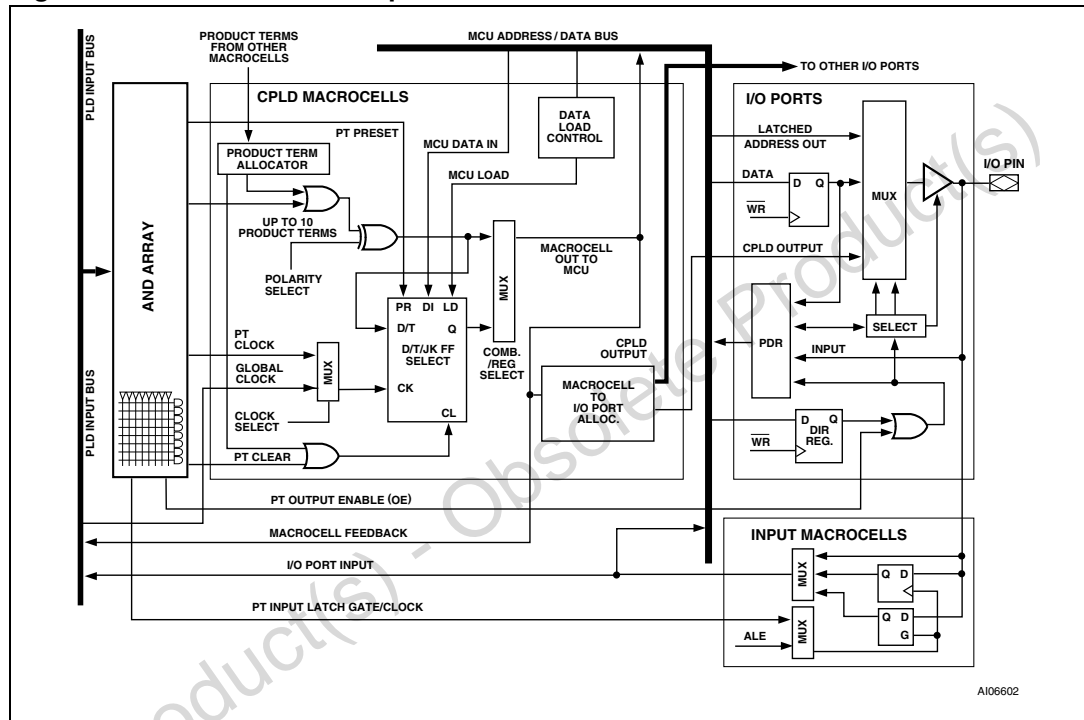 PRODUCT TERMS
FROM OTHER
MACROCELLS
MCU ADDRESS / DATA BUS
TO OTHER I/O PORTS
PLD INPUT BUS
CPLD MACROCELLS
I/O PORTS
DATA
LOAD
CONTROL
LATCHED
ADDRESS OUT
PT PRESET
MCU DATA IN
PRODUCT TERM
ALLOCATOR
I/O PIN
DATA
D Q
MUX
MCU LOAD
WR
UP TO 10
PRODUCT TERMS
MUX
MACROCELL
OUT TO
MCU
CPLD OUTPUT
AND ARRAY
POLARITY
SELECT
PR DI LD
D/T Q
D/T/JK FF
SELECT
CK
CL
COMB.
/REG
SELECT
CPLD
OUTPUT
PDR
SELECT
INPUT
PT
CLOCK
GLOBAL
CLOCK
MUX
CLOCK
SELECT
MACROCELL
TO
I/O PORT
ALLOC.
PLD INPUT BUS
D Q
DIR
REG.
WR
PT CLEAR
PT OUTPUT ENABLE (OE)
MACROCELL FEEDBACK
INPUT MACROCELLS
I/O PORT INPUT
MUX
Q D
PT INPUT LATCH GATE/CLOCK
MUX
Q D
G
ALE
AI06602
Product(s) - Obsolete Product(s)